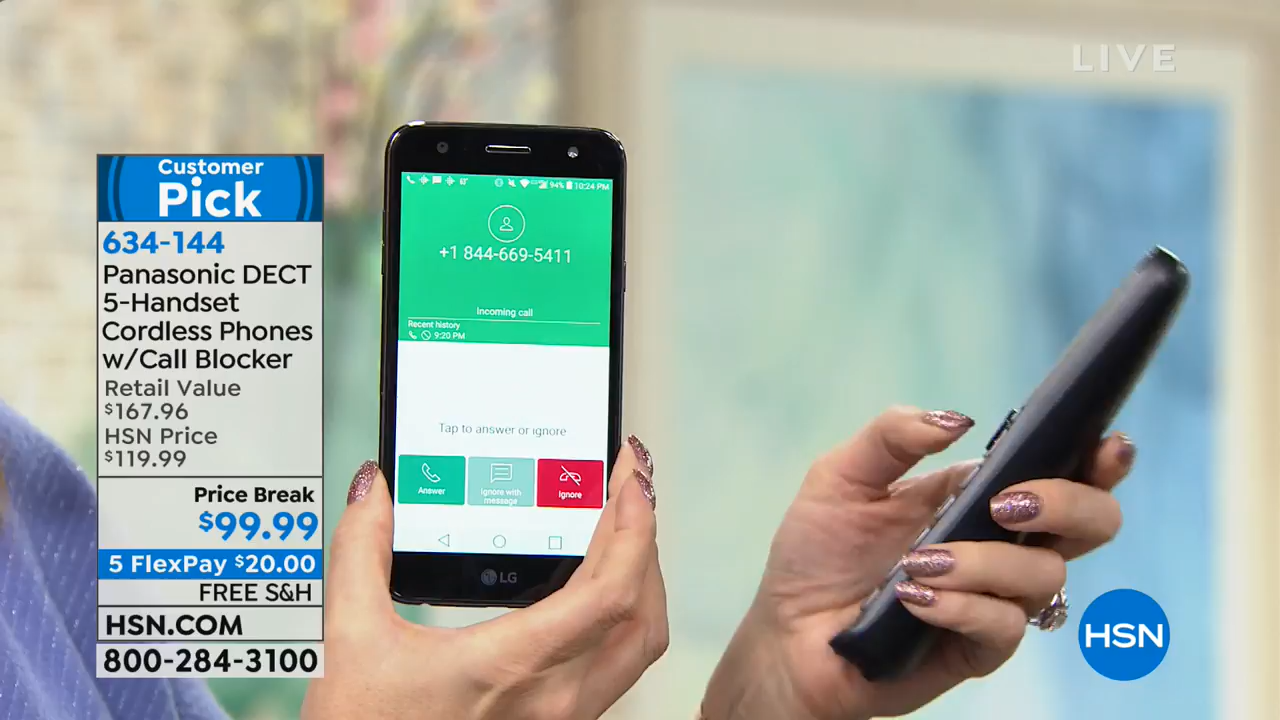 LIVE
Customer
Pick
634-144
Panasonic DECT
5-Handset
Cordless Phones
w/Call Blocker
Retail Value
$167.96
HSN Price
$119.99
Price Break
$99.99
5 FlexPay $20.00
FREE S&H
HSN.COM
800-284-3100
94% 10:24 PM
+1 844-669-5411
Incoming call
Recent history
9:20 PM
Tap to answer or ignore
Answer
Ignore with
message
Ignore
LG
HSN